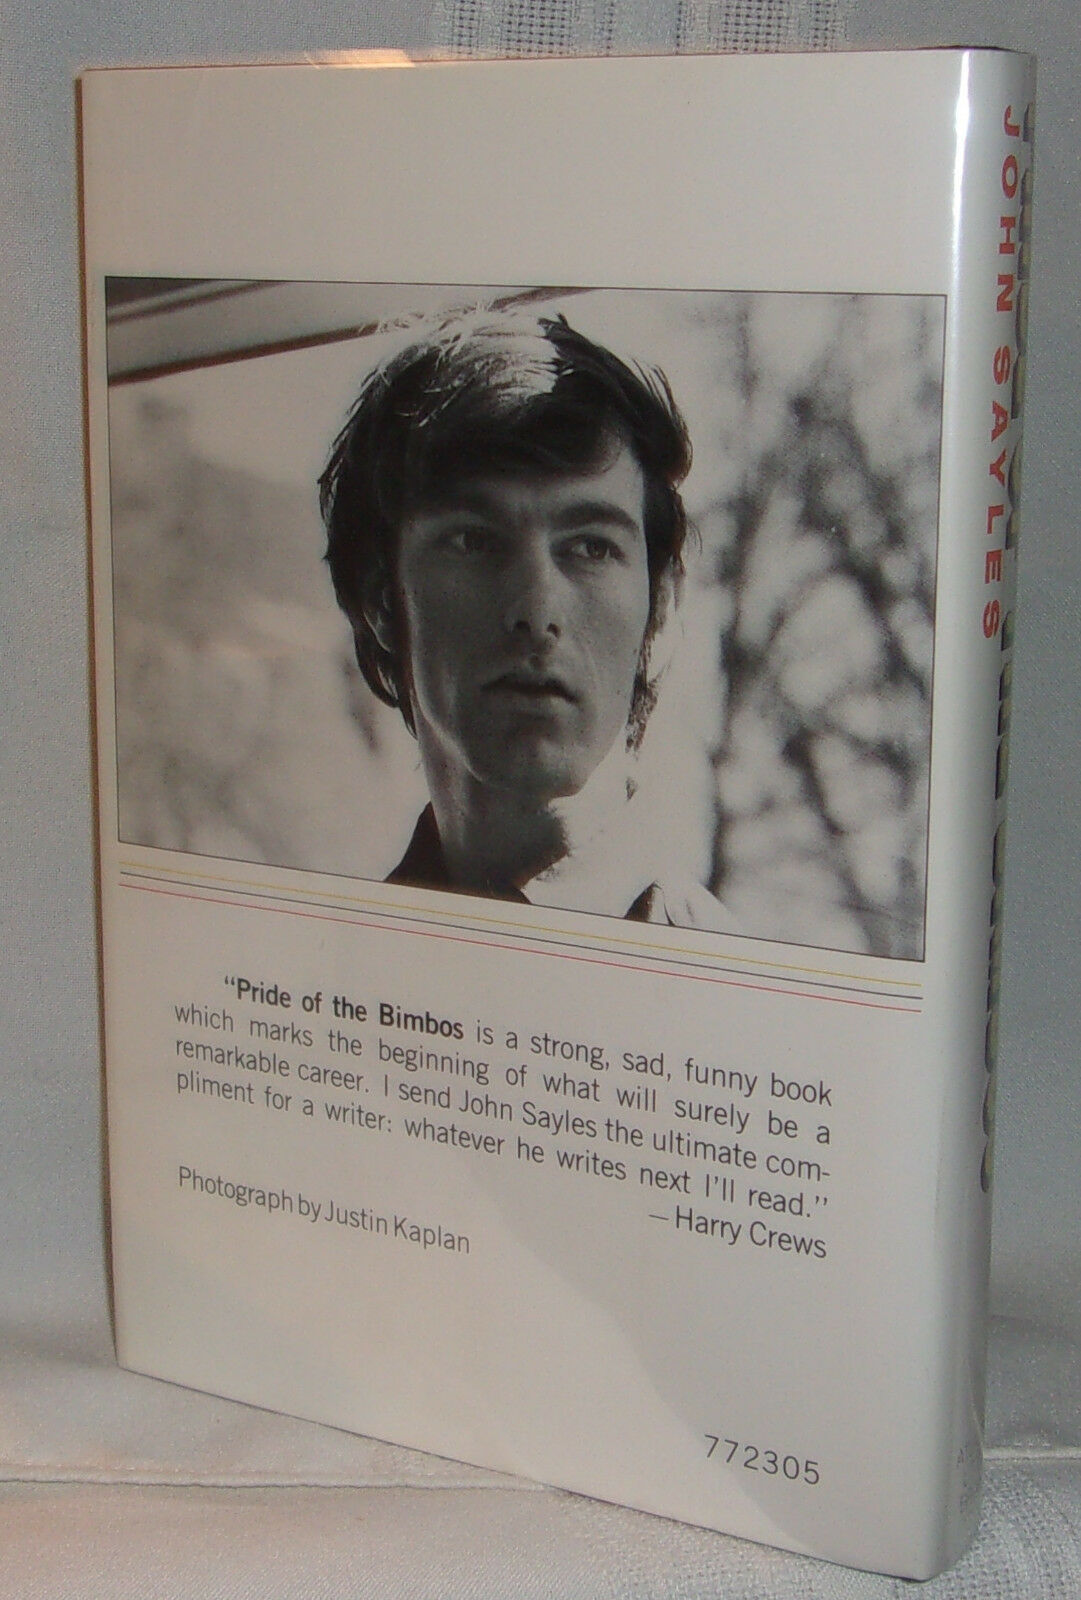 JOHN SAYLES
“Pride of the Bimbos is a strong, sad, funny book
which marks the beginning of what will surely be a
remarkable career. I send John Sayles the ultimate com-
pliment for a writer: whatever he writes next I'll read.”
—Harry Crews
Photograph by Justin Kaplan
772305